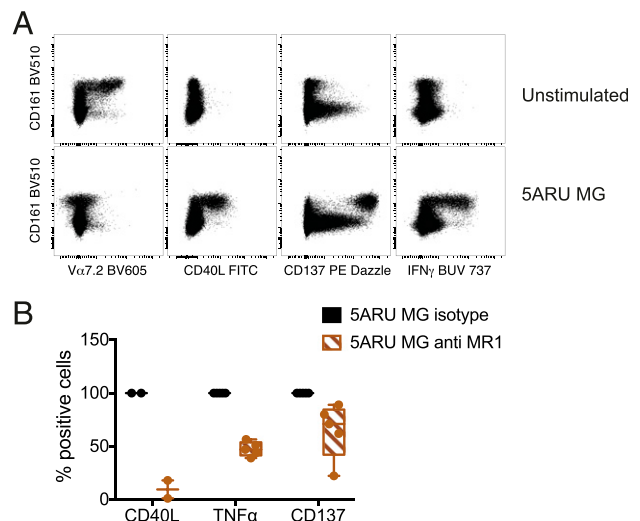 A
CD161 BV510
Unstimulated
CD161 BV510
5ARU MG
Vα7.2 BV605
CD40L FITC
CD137 PE Dazzle
IFNγ BUV 737
B
5ARU MG isotype
5ARU MG anti MR1
% positive cells
150
100
50
0
CD40L
TNFα
CD137